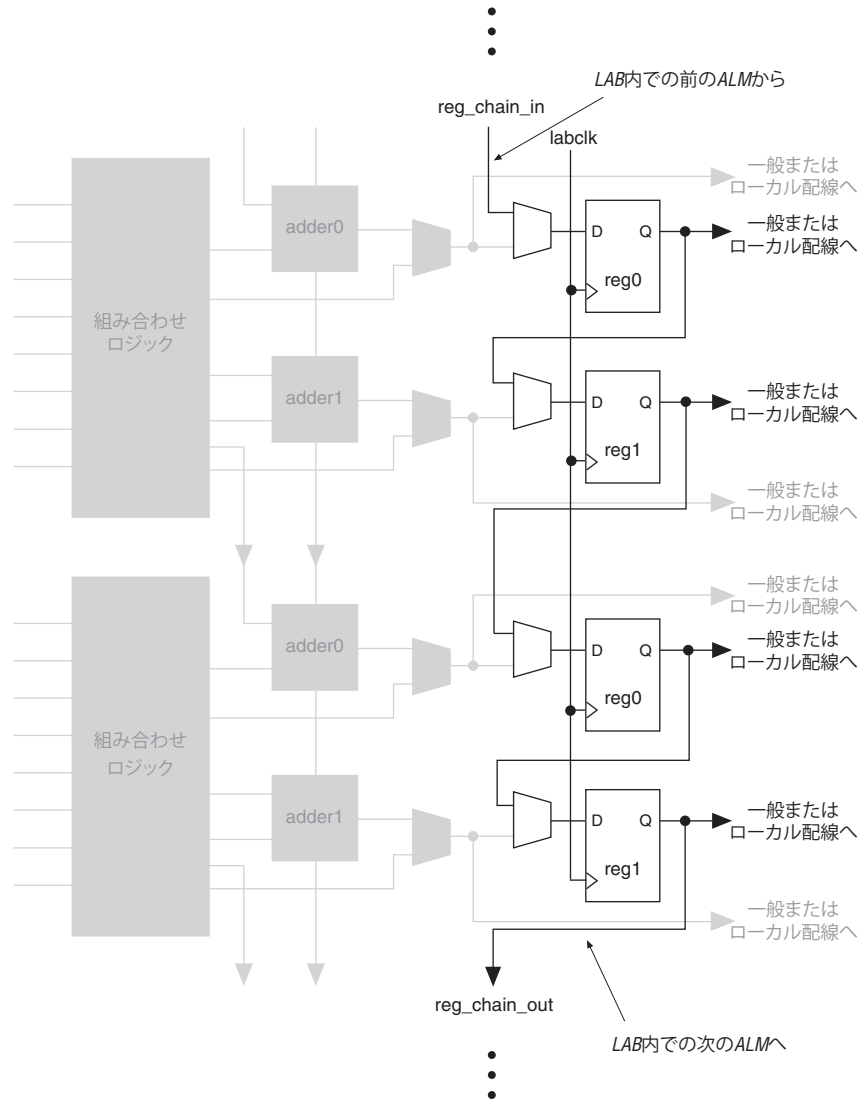 LAB内での前のALMから
reg_chain_in
labclk
一般または
ローカル配線へ
adder0
D Q
一般または
ローカル配線へ
reg0
組み合わせ
ロジック
adder1
D Q
一般または
ローカル配線へ
reg1
一般または
ローカル配線へ
一般または
ローカル配線へ
adder0
D Q
一般または
ローカル配線へ
reg0
組み合わせ
ロジック
adder1
D Q
一般または
ローカル配線へ
reg1
一般または
ローカル配線へ
reg_chain_out
LAB内での次のALMへ